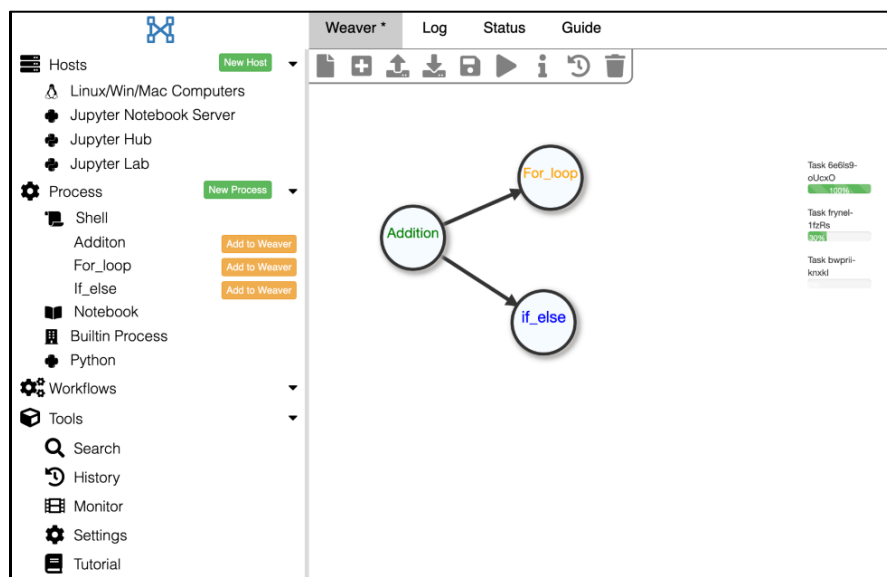 Weaver *
Log
Status
Guide
Hosts
New Host
Linux/Win/Mac Computers
Jupyter Notebook Server
Jupyter Hub
Jupyter Lab
Process
New Process
Shell
Additon
Add to Weaver
For_loop
Add to Weaver
If_else
Add to Weaver
Notebook
Builtin Process
Python
Workflows
Tools
Search
History
Monitor
Settings
Tutorial
For_loop
Addition
if_else
Task 6e6ls9-
oUcxO
100%
Task frynel-
1fzRs
30%
Task bwprii-
knxkl